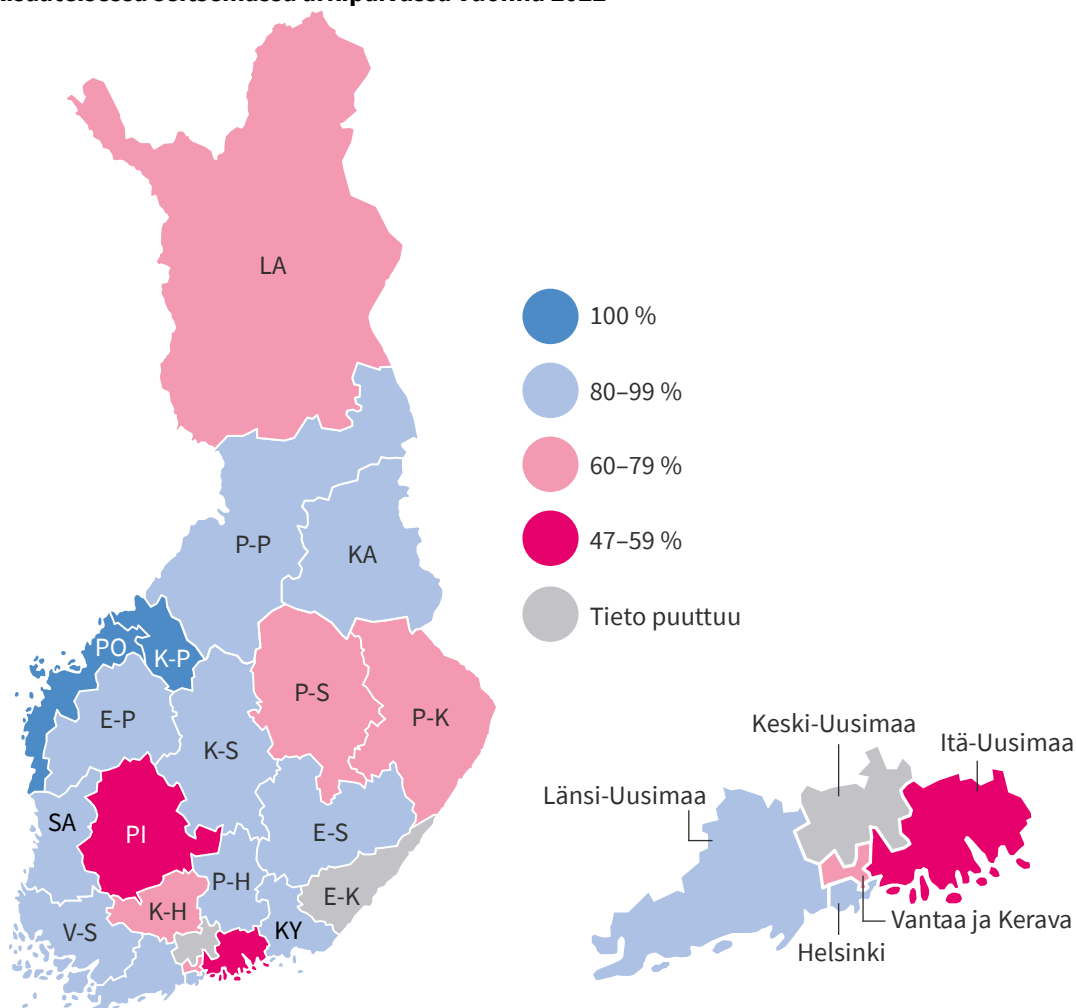 LA
100 %
80–99 %
60–79 %
47–59 %
Tieto puuttuu
P-P
KA
PO
K-P
E-P
K-S
P-S
P-K
SA
PI
E-S
P-H
K-H
E-K
V-S
KY
Keski-Uusimaa
Itä-Uusimaa
Länsi-Uusimaa
Vantaa ja Kerava
Helsinki